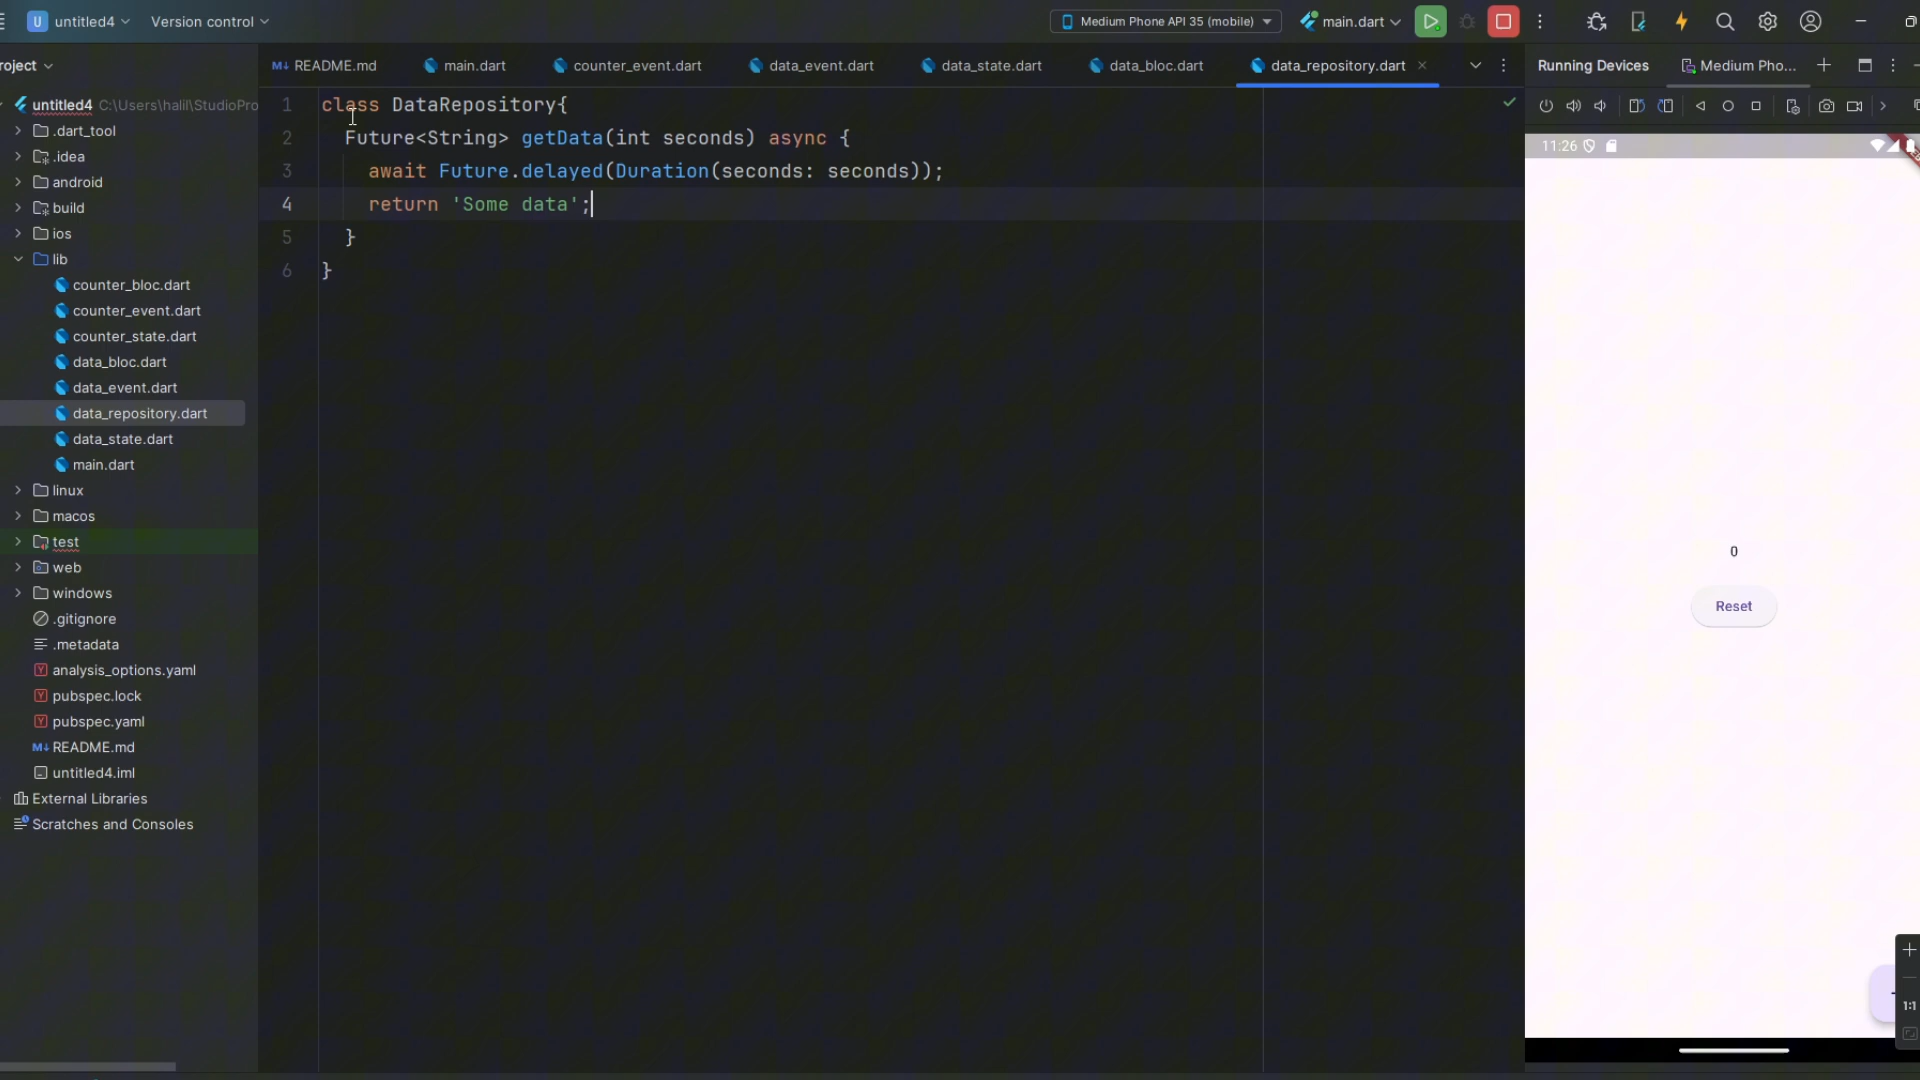 U untitled4 Version control Medium Phone API 35 (mobile) main.dart
roject
README.md main.dart counter_event.dart data_event.dart data_state.dart data_bloc.dart data_repository.dart
Running Devices Medium Pho...
untitled4 C:\Users\halil\StudioPro
.dart_tool
.idea
android
build
ios
lib
counter_bloc.dart
counter_event.dart
counter_state.dart
data_bloc.dart
data_event.dart
data_repository.dart
data_state.dart
main.dart
linux
macos
test
web
windows
.gitignore
.metadata
analysis_options.yaml
pubspec.lock
pubspec.yaml
README.md
untitled4.iml
External Libraries
Scratches and Consoles
1 class DataRepository{
2 Future<String> getData(int seconds) async {
3 await Future.delayed(Duration(seconds: seconds));
4 return 'Some data';
5 }
6 }
11:26
0
Reset
1:1